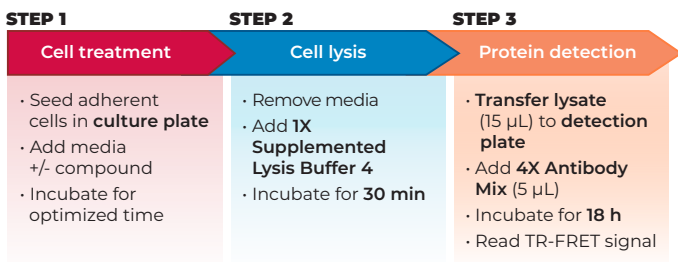 STEP 1
Cell treatment
· Seed adherent
cells in culture plate
· Add media
+/- compound
· Incubate for
optimized time
STEP 2
Cell lysis
· Remove media
· Add 1X
Supplemented
Lysis Buffer 4
· Incubate for 30 min
STEP 3
Protein detection
· Transfer lysate
(15 µL) to detection
plate
· Add 4X Antibody
Mix (5 µL)
· Incubate for 18 h
· Read TR-FRET signal